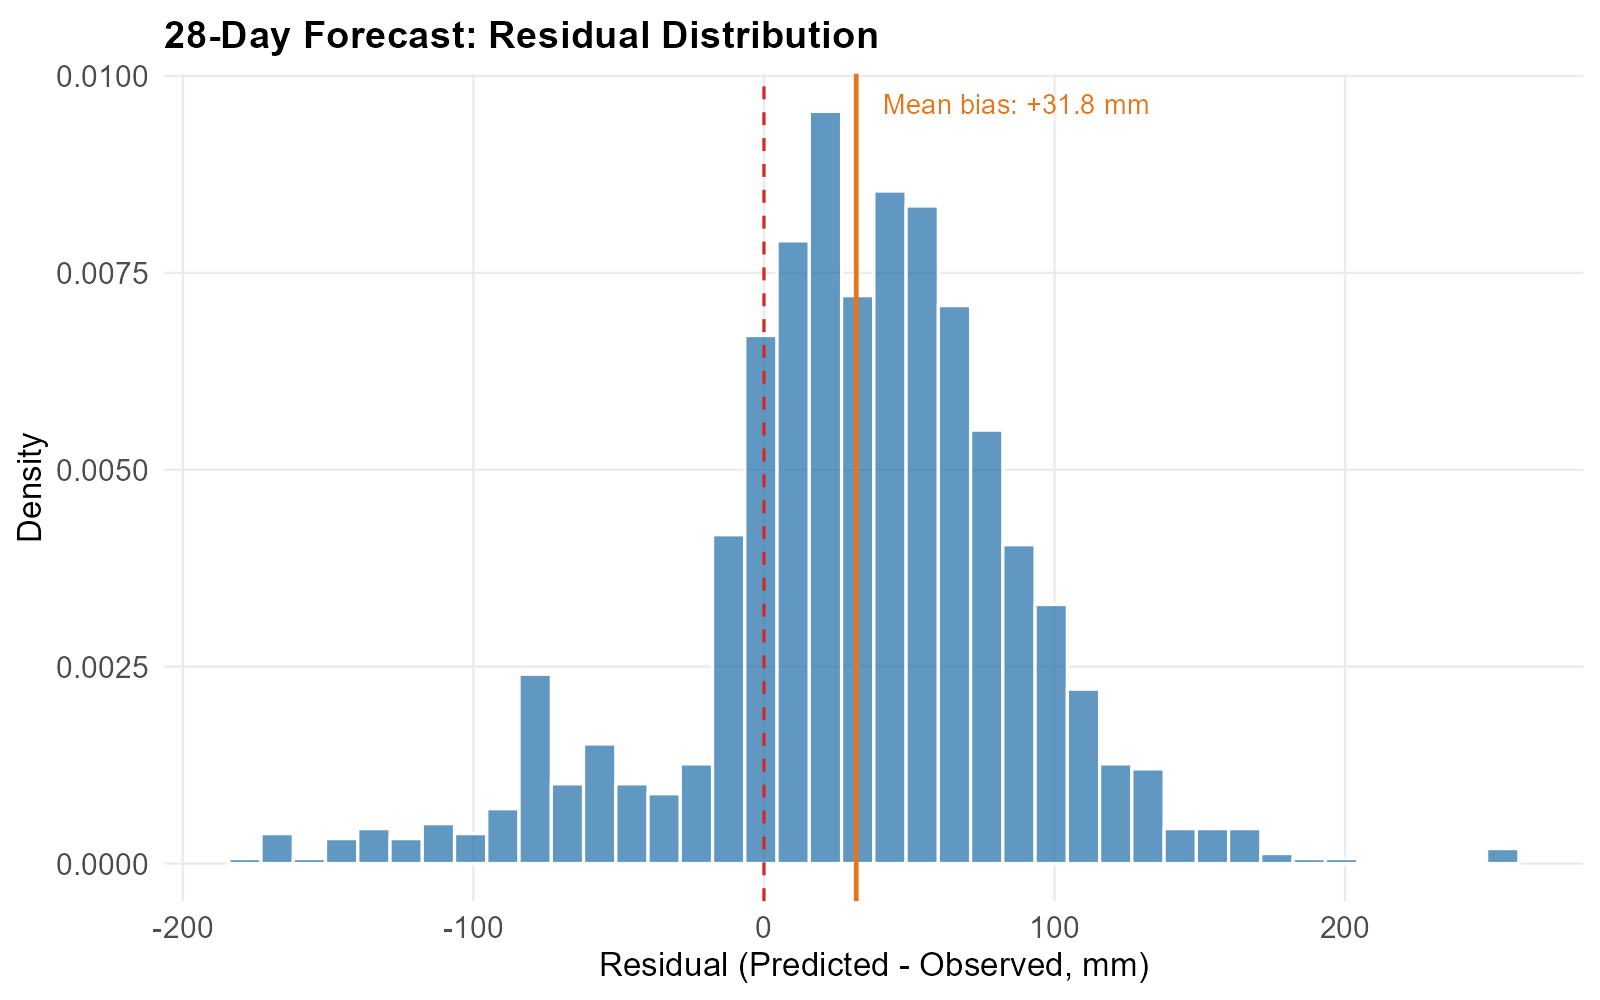 28-Day Forecast: Residual Distribution
0.0100
Mean bias: +31.8 mm
0.0075
0.0050
Density
0.0025
0.0000
-200 -100 0 100 200
Residual (Predicted - Observed, mm)